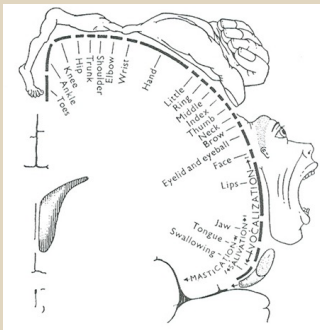 Toes
Ankle
Knee
Hip
Trunk
Shoulder
Elbow
Wrist
Hand
Little
Ring
Middle
Index
Thumb
Neck
Brow
Eyelid and eyeball
Face
Lips
Jaw
Tongue
Swallowing
VOCALIZATION
SALIVATION
MASTICATION